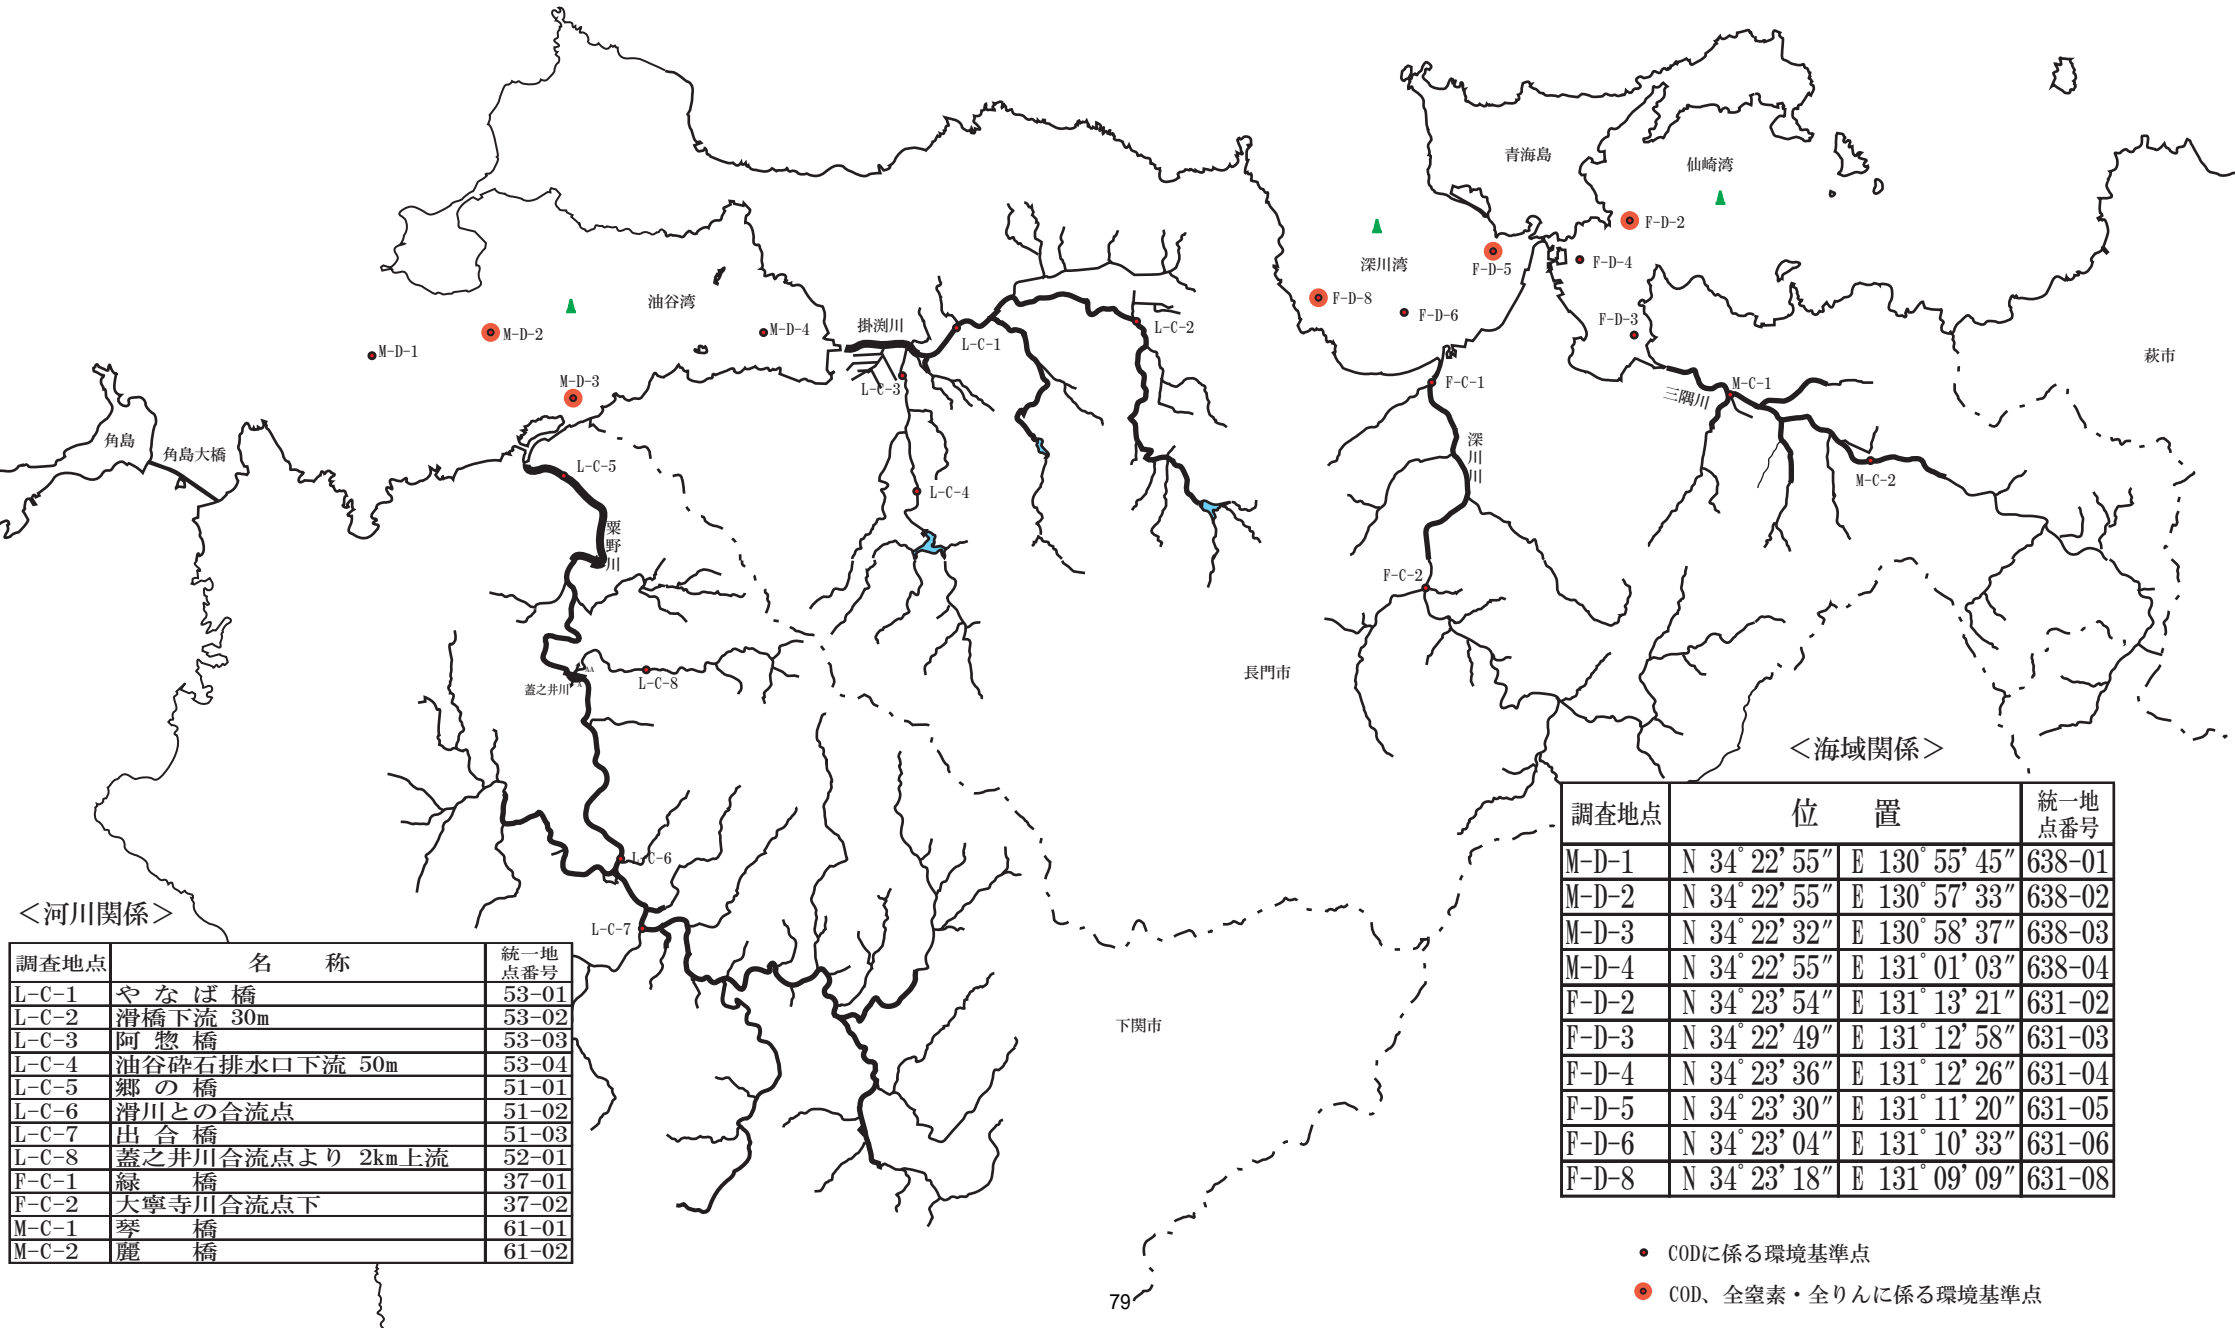 青海島
仙崎湾
F-D-2
F-D-4
F-D-5
深川湾
F-D-8
F-D-6
F-D-3
油谷湾
M-D-1
M-D-2
M-D-3
M-D-4
掛渕川
L-C-1
L-C-2
L-C-3
L-C-4
F-C-1
三隅川
M-C-1
M-C-2
萩市
角島
角島大橋
L-C-5
粟野川
深川川
F-C-2
AA
A
蓋之井川
L-C-8
長門市
L-C-6
L-C-7
下関市
<河川関係>
調査地点 名 称 統一地点番号
L-C-1 やなば橋 53-01
L-C-2 滑橋下流 30m 53-02
L-C-3 阿惣橋 53-03
L-C-4 油谷砕石排水口下流 50m 53-04
L-C-5 郷の橋 51-01
L-C-6 滑川との合流点 51-02
L-C-7 出合橋 51-03
L-C-8 蓋之井川合流点より 2km上流 52-01
F-C-1 緑 橋 37-01
F-C-2 大寧寺川合流点下 37-02
M-C-1 琴 橋 61-01
M-C-2 麗 橋 61-02
<海域関係>
調査地点 位 置 統一地点番号
M-D-1 N 34°22’55″ E 130°55’45″ 638-01
M-D-2 N 34°22’55″ E 130°57’33″ 638-02
M-D-3 N 34°22’32″ E 130°58’37″ 638-03
M-D-4 N 34°22’55″ E 131°01’03″ 638-04
F-D-2 N 34°23’54″ E 131°13’21″ 631-02
F-D-3 N 34°22’49″ E 131°12’58″ 631-03
F-D-4 N 34°23’36″ E 131°12’26″ 631-04
F-D-5 N 34°23’30″ E 131°11’20″ 631-05
F-D-6 N 34°23’04″ E 131°10’33″ 631-06
F-D-8 N 34°23’18″ E 131°09’09″ 631-08
CODに係る環境基準点
COD、全窒素・全りんに係る環境基準点
79